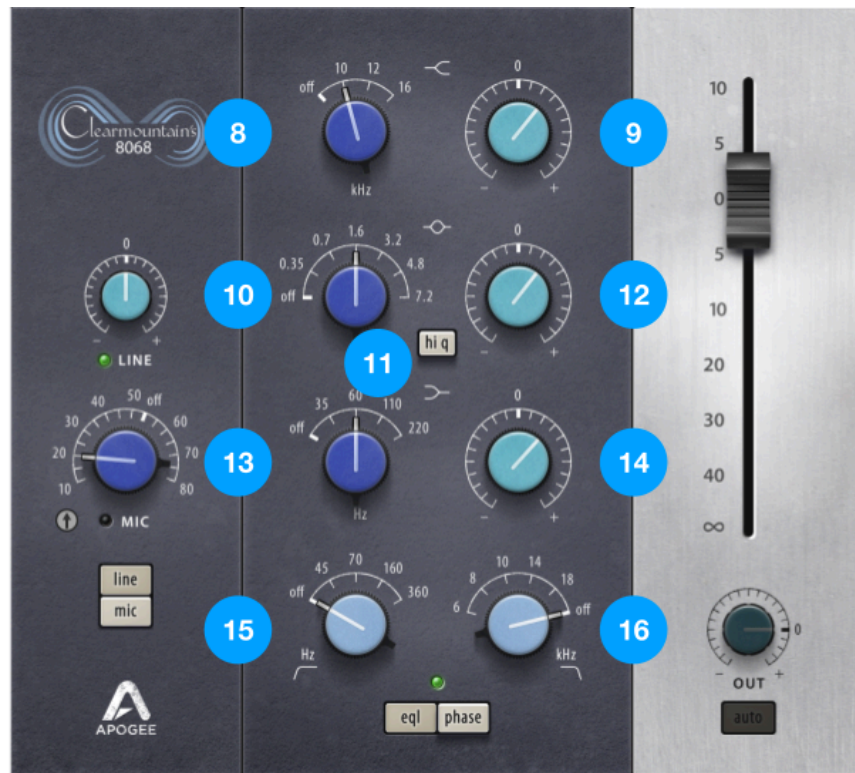 Clearmountain's
8068
0
- +
LINE
10 20 30 40 50 off 60 70 80
MIC
line
mic
APOGEE
8
off 10 12 16
kHz
0
- +
9
10
off 0.35 0.7 1.6 3.2 4.8 7.2
hi q
11
0
- +
12
13
off 35 60 110 220
Hz
0
- +
14
15
off 45 70 160 360
Hz
6 8 10 14 18 off
kHz
16
eql phase
10
5
0
5
10
20
30
40
∞
0
- +
OUT
auto